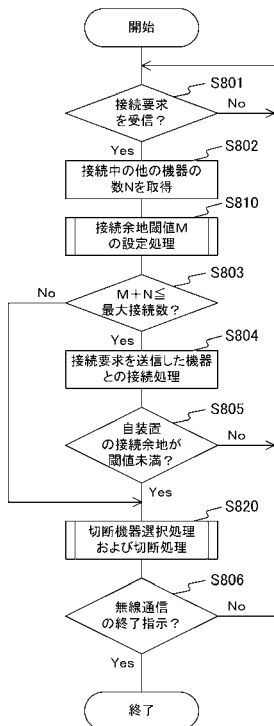 開始
S801
接続要求
を受信？
No
Yes
S802
接続中の他の機器の
数Nを取得
S810
接続余地閾値M
の設定処理
S803
No
M＋N≦
最大接続数？
Yes
S804
接続要求を送信した機器
との接続処理
S805
自装置
の接続余地が
閾値未満？
No
Yes
S820
切断機器選択処理
および切断処理
S806
無線通信
の終了指示？
No
Yes
終了